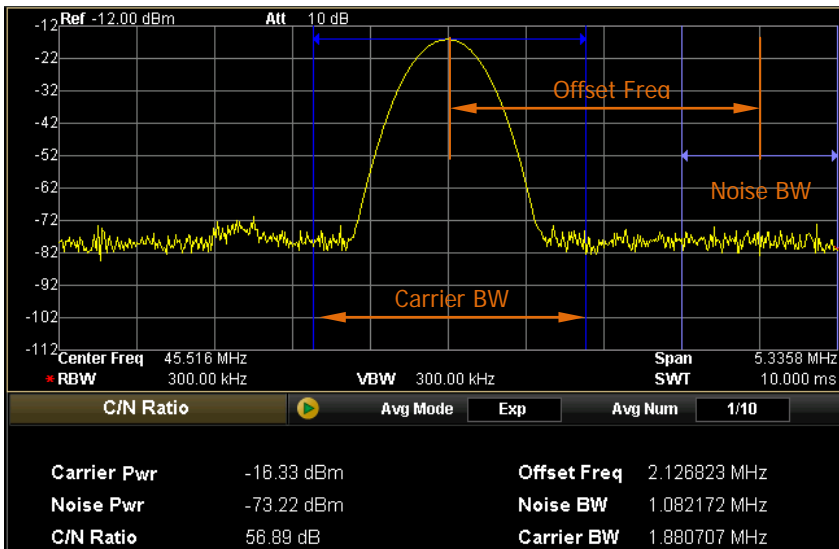 -12 Ref -12.00 dBm Att 10 dB
-22
-32
Offset Freq
-42
-52
-62
Noise BW
-72
-82
-92
Carrier BW
-102
-112
Center Freq 45.516 MHz Span 5.3358 MHz
* RBW 300.00 kHz VBW 300.00 kHz SWT 10.000 ms
C/N Ratio Avg Mode Exp Avg Num 1/10
Carrier Pwr -16.33 dBm Offset Freq 2.126823 MHz
Noise Pwr -73.22 dBm Noise BW 1.082172 MHz
C/N Ratio 56.89 dB Carrier BW 1.880707 MHz